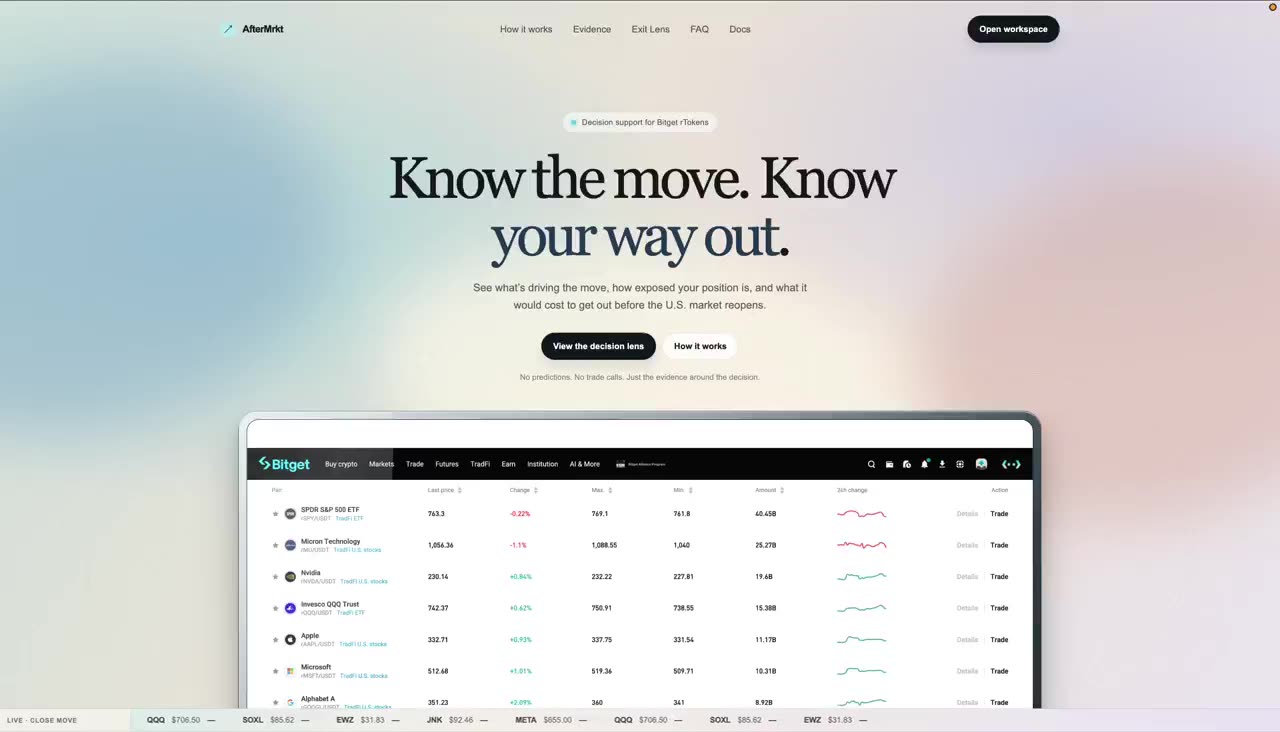 AfterMrkt
How it works
Evidence
Exit Lens
FAQ
Docs
Open workspace
Decision support for Bitget rTokens
Know the move. Know
your way out.
See what's driving the move, how exposed your position is, and what it
would cost to get out before the U.S. market reopens.
View the decision lens
How it works
No predictions. No trade calls. Just the evidence around the decision.
Bitget
Buy crypto
Markets
Trade
Futures
TradFi
Earn
Institution
AI & More
Pair
Last price
Change
Max.
Min.
Amount
24h change
Action
SPDR S&P 500 ETF
rSPY/USDT TradFi ETF
763.3
-0.22%
769.1
761.8
40.45B
Details
Trade
Micron Technology
rMU/USDT TradFi U.S. stocks
1,056.36
-1.1%
1,088.55
1,040
25.27B
Details
Trade
Nvidia
rNVDA/USDT TradFi U.S. stocks
230.14
+0.84%
232.22
227.81
19.6B
Details
Trade
Invesco QQQ Trust
rQQQ/USDT TradFi ETF
742.37
+0.62%
750.91
738.55
15.38B
Details
Trade
Apple
rAAPL/USDT TradFi U.S. stocks
332.71
+0.93%
337.75
331.54
11.17B
Details
Trade
Microsoft
rMSFT/USDT TradFi U.S. stocks
512.68
+1.01%
519.36
509.71
10.31B
Details
Trade
Alphabet A
351.23
+2.09%
360
341
8.92B
Details
Trade
LIVE · CLOSE MOVE
QQQ $706.50 —
SOXL $85.62 —
EWZ $31.83 —
JNK $92.46 —
META $655.00 —
QQQ $706.50 —
SOXL $85.62 —
EWZ $31.83 —